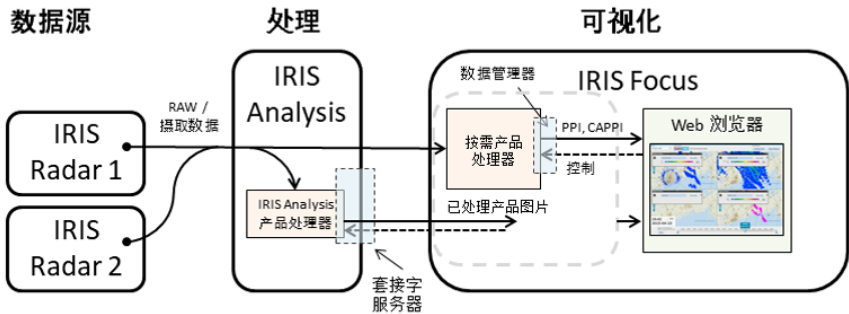 数据源
处理
可视化
IRIS
Radar 1
IRIS
Radar 2
RAW /
摄取数据
IRIS
Analysis
IRIS Analysis
产品处理器
套接字
服务器
IRIS Focus
数据管理器
按需产品
处理器
PPI, CAPPI
控制
已处理产品图片
Web 浏览器